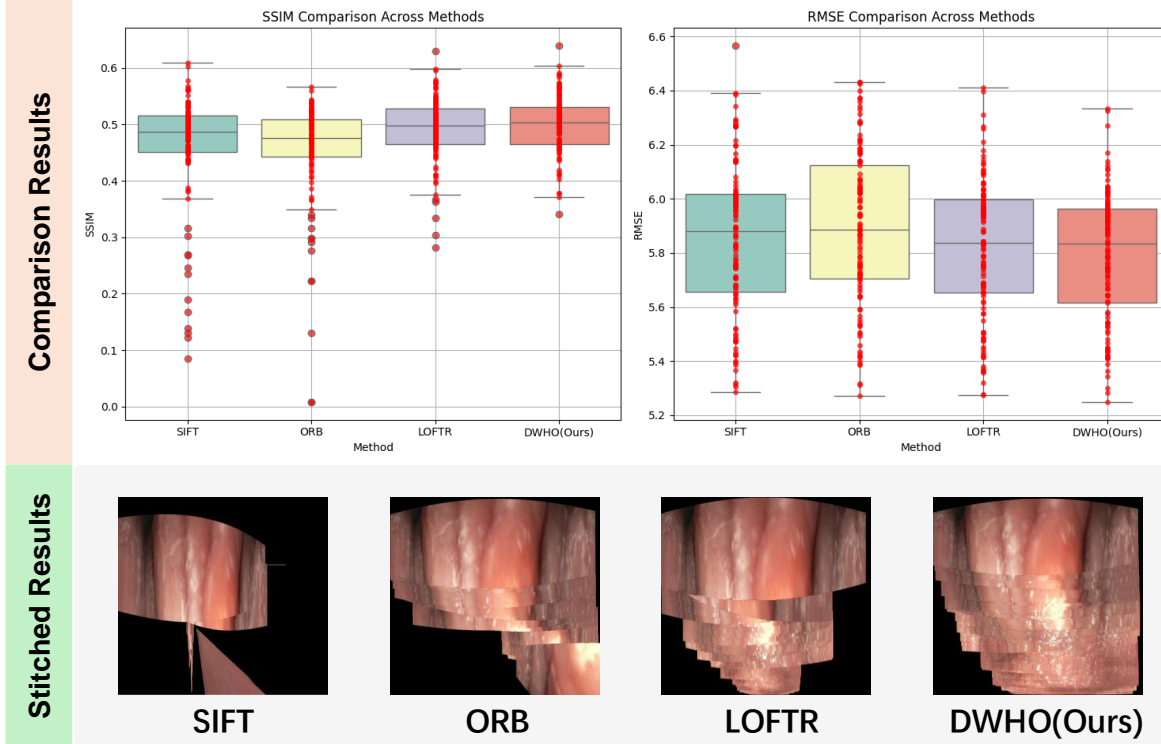 Comparison Results
SSIM Comparison Across Methods
SSIM
0.6
0.5
0.4
0.3
0.2
0.1
0.0
SIFT
ORB
LOFTR
DWHO(Ours)
Method
RMSE Comparison Across Methods
RMSE
6.6
6.4
6.2
6.0
5.8
5.6
5.4
5.2
SIFT
ORB
LOFTR
DWHO(Ours)
Method
Stitched Results
SIFT
ORB
LOFTR
DWHO(Ours)